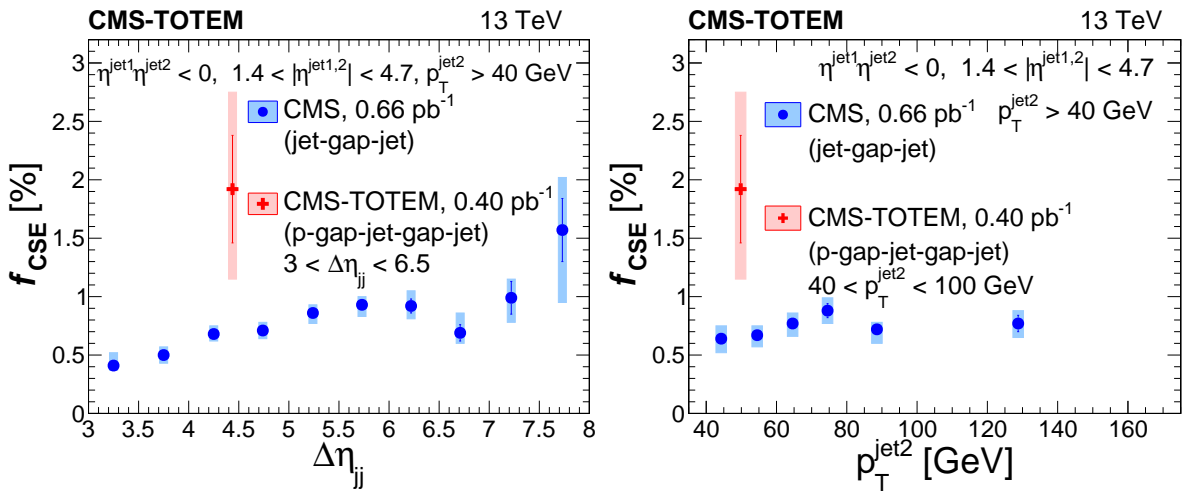 CMS-TOTEM 13 TeV
η^jet1 η^jet2 < 0, 1.4 < |η^jet1,2| < 4.7, p_T^jet2 > 40 GeV
CMS, 0.66 pb^-1
(jet-gap-jet)
CMS-TOTEM, 0.40 pb^-1
(p-gap-jet-gap-jet)
3 < Δη_jj < 6.5
f_CSE [%]
3
2.5
2
1.5
1
0.5
0
3 3.5 4 4.5 5 5.5 6 6.5 7 7.5 8
Δη_jj
CMS-TOTEM 13 TeV
η^jet1 η^jet2 < 0, 1.4 < |η^jet1,2| < 4.7
CMS, 0.66 pb^-1 p_T^jet2 > 40 GeV
(jet-gap-jet)
CMS-TOTEM, 0.40 pb^-1
(p-gap-jet-gap-jet)
40 < p_T^jet2 < 100 GeV
f_CSE [%]
3
2.5
2
1.5
1
0.5
0
40 60 80 100 120 140 160
p_T^jet2 [GeV]